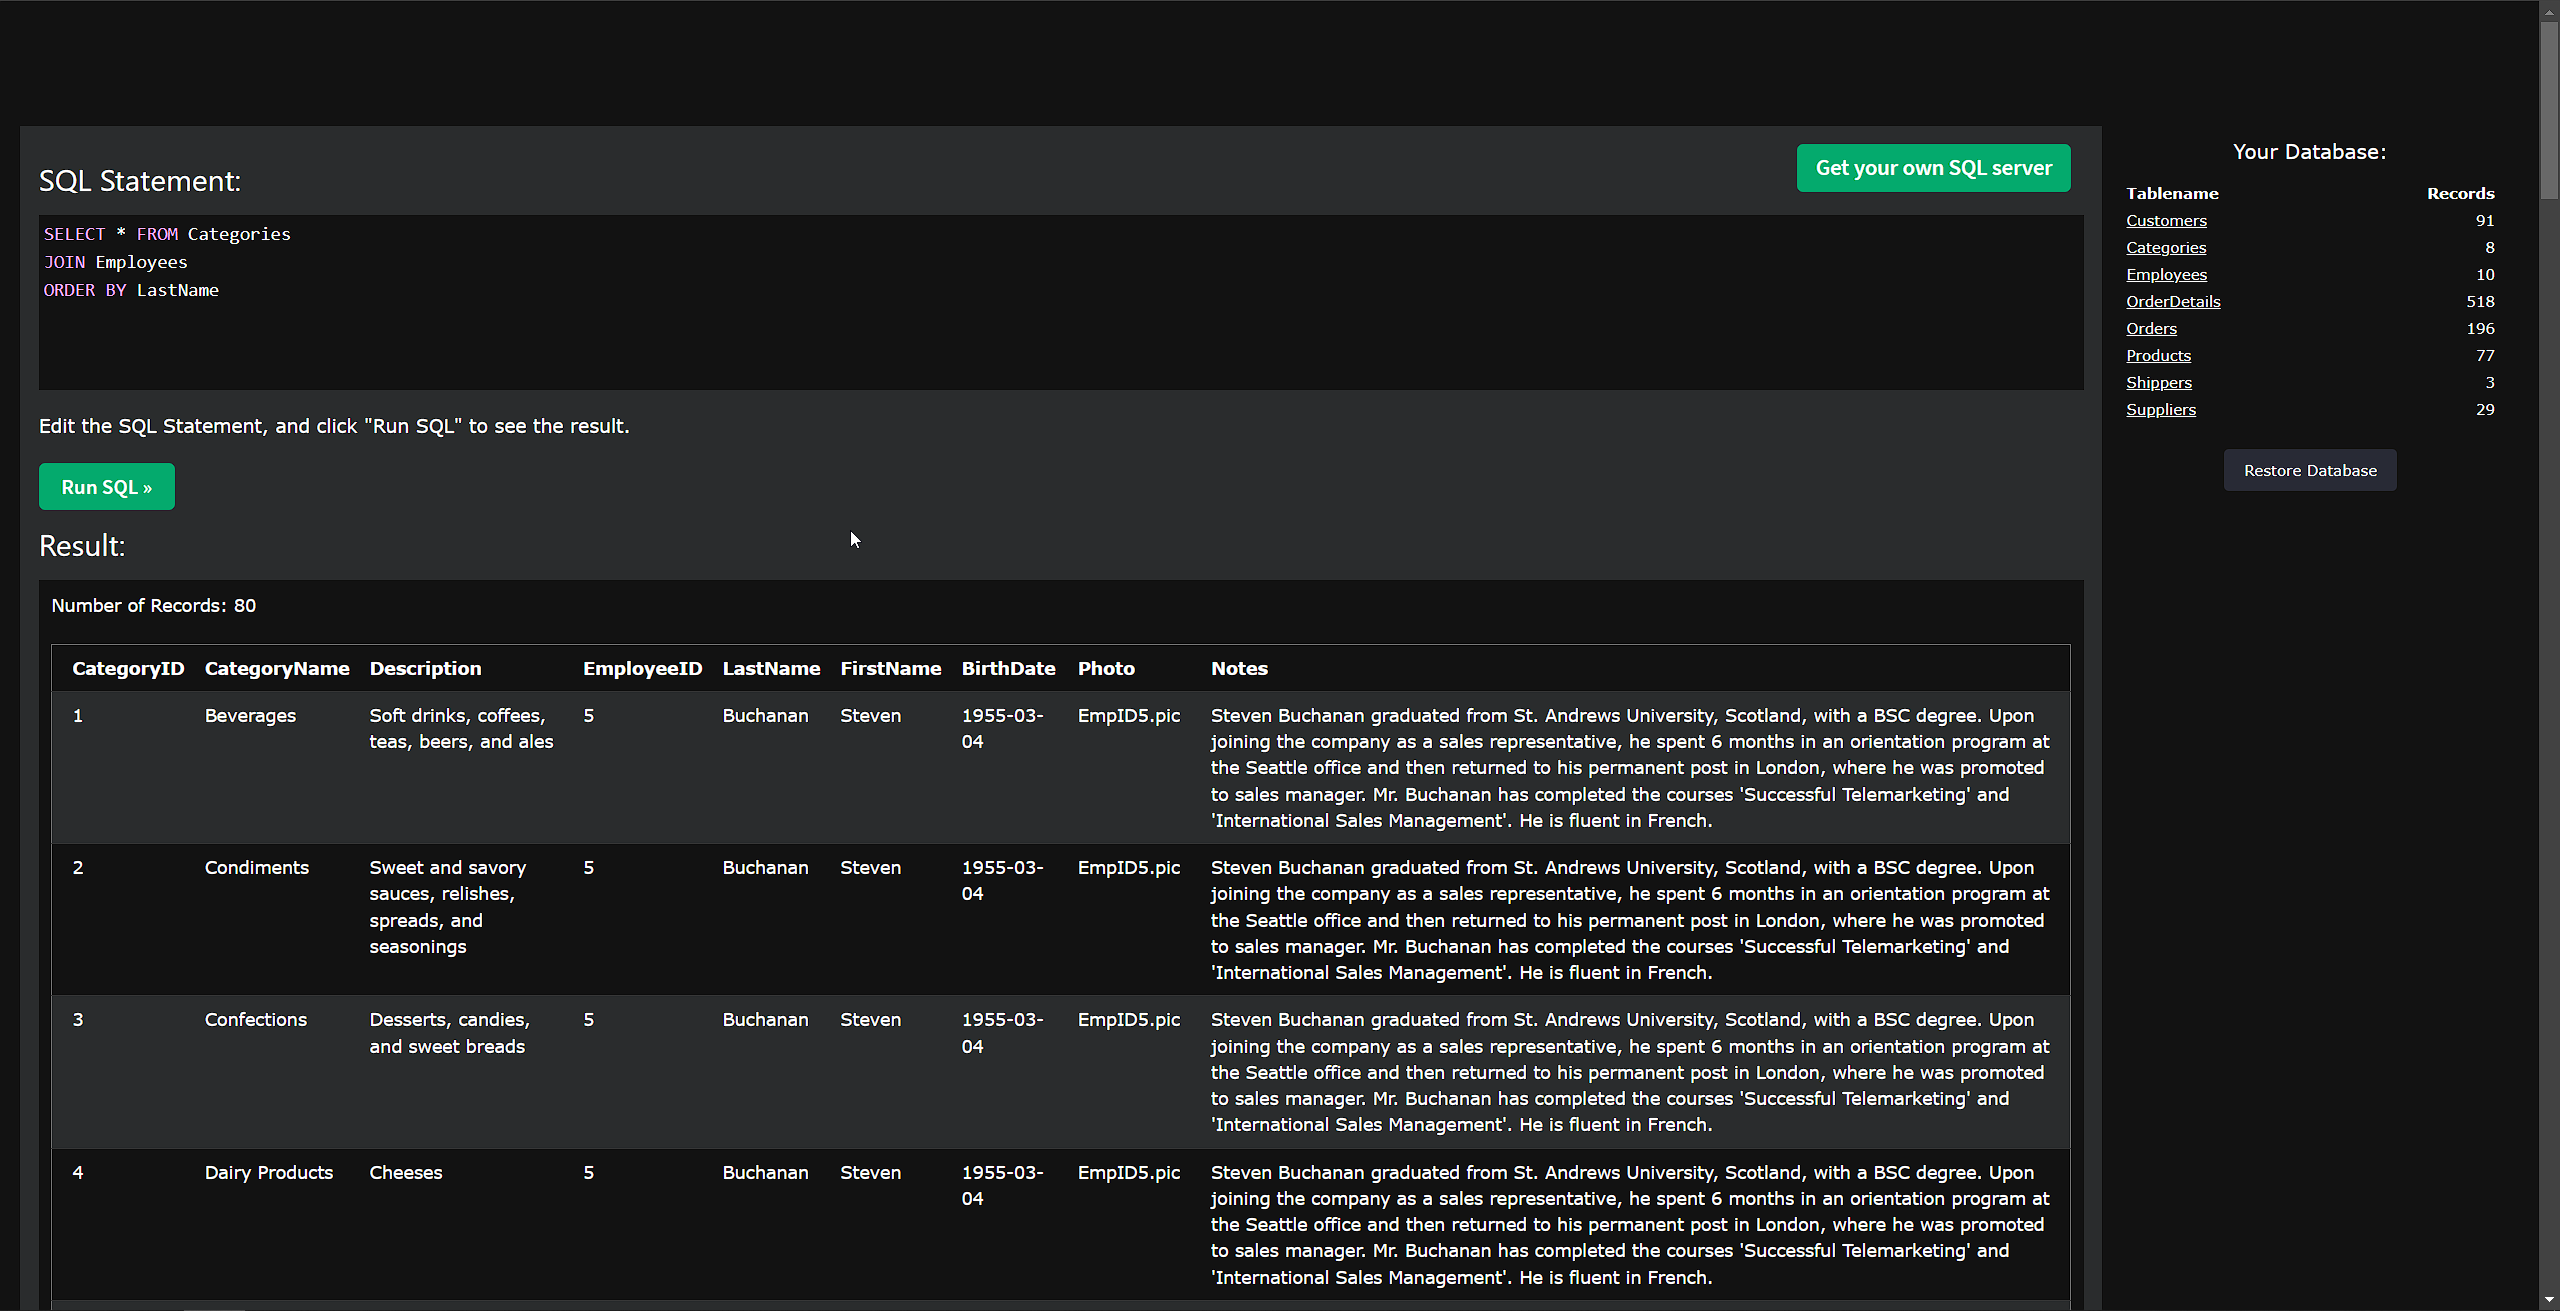 SQL Statement:
Get your own SQL server
SELECT * FROM Categories
JOIN Employees
ORDER BY LastName
Edit the SQL Statement, and click "Run SQL" to see the result.
Run SQL »
Result:
Number of Records: 80
CategoryID CategoryName Description EmployeeID LastName FirstName BirthDate Photo Notes
1 Beverages Soft drinks, coffees, 5 Buchanan Steven 1955-03- EmpID5.pic Steven Buchanan graduated from St. Andrews University, Scotland, with a BSC degree. Upon
teas, beers, and ales 04 joining the company as a sales representative, he spent 6 months in an orientation program at
the Seattle office and then returned to his permanent post in London, where he was promoted
to sales manager. Mr. Buchanan has completed the courses 'Successful Telemarketing' and
'International Sales Management'. He is fluent in French.
2 Condiments Sweet and savory 5 Buchanan Steven 1955-03- EmpID5.pic Steven Buchanan graduated from St. Andrews University, Scotland, with a BSC degree. Upon
sauces, relishes, 04 joining the company as a sales representative, he spent 6 months in an orientation program at
spreads, and the Seattle office and then returned to his permanent post in London, where he was promoted
seasonings to sales manager. Mr. Buchanan has completed the courses 'Successful Telemarketing' and
'International Sales Management'. He is fluent in French.
3 Confections Desserts, candies, 5 Buchanan Steven 1955-03- EmpID5.pic Steven Buchanan graduated from St. Andrews University, Scotland, with a BSC degree. Upon
and sweet breads 04 joining the company as a sales representative, he spent 6 months in an orientation program at
the Seattle office and then returned to his permanent post in London, where he was promoted
to sales manager. Mr. Buchanan has completed the courses 'Successful Telemarketing' and
'International Sales Management'. He is fluent in French.
4 Dairy Products Cheeses 5 Buchanan Steven 1955-03- EmpID5.pic Steven Buchanan graduated from St. Andrews University, Scotland, with a BSC degree. Upon
04 joining the company as a sales representative, he spent 6 months in an orientation program at
the Seattle office and then returned to his permanent post in London, where he was promoted
to sales manager. Mr. Buchanan has completed the courses 'Successful Telemarketing' and
'International Sales Management'. He is fluent in French.
Your Database:
Tablename Records
Customers 91
Categories 8
Employees 10
OrderDetails 518
Orders 196
Products 77
Shippers 3
Suppliers 29
Restore Database